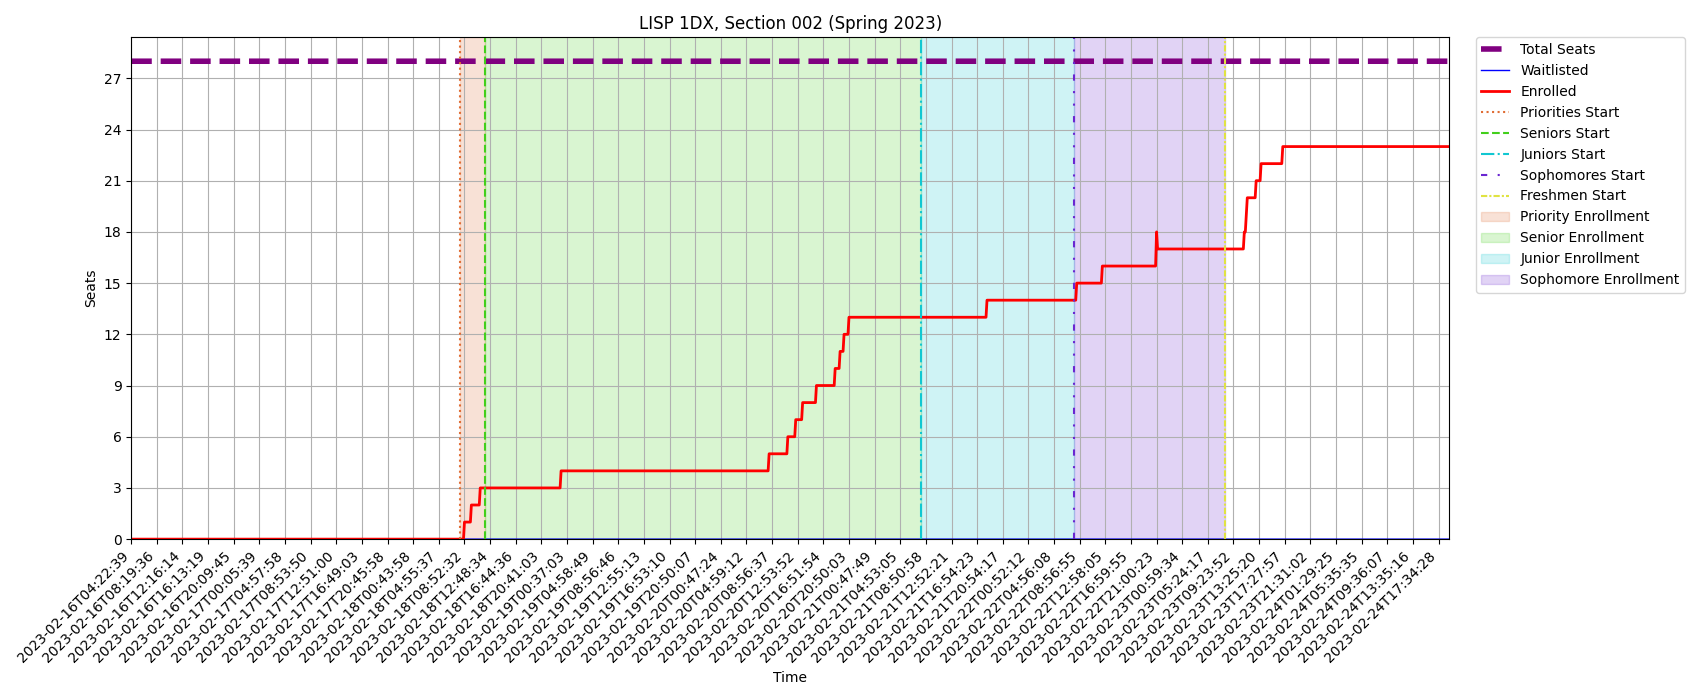 LISP 1DX, Section 002 (Spring 2023)
27
24
21
18
15
12
9
6
3
0
Seats
2023-02-16T04:22:39
2023-02-16T08:19:36
2023-02-16T12:16:14
2023-02-16T16:13:19
2023-02-16T20:09:45
2023-02-17T00:05:39
2023-02-17T04:57:58
2023-02-17T08:53:50
2023-02-17T12:51:00
2023-02-17T16:49:03
2023-02-17T20:45:58
2023-02-18T00:43:58
2023-02-18T04:55:37
2023-02-18T08:52:32
2023-02-18T12:48:34
2023-02-18T16:44:36
2023-02-18T20:41:03
2023-02-19T00:37:03
2023-02-19T04:58:49
2023-02-19T08:56:46
2023-02-19T12:55:13
2023-02-19T16:53:10
2023-02-19T20:50:07
2023-02-20T00:47:24
2023-02-20T04:59:12
2023-02-20T08:56:37
2023-02-20T12:53:52
2023-02-20T16:51:54
2023-02-20T20:50:03
2023-02-21T00:47:49
2023-02-21T04:53:05
2023-02-21T08:50:58
2023-02-21T12:52:21
2023-02-21T16:54:23
2023-02-21T20:54:17
2023-02-22T00:52:12
2023-02-22T04:56:08
2023-02-22T08:56:55
2023-02-22T12:58:05
2023-02-22T16:59:55
2023-02-22T21:00:23
2023-02-23T00:59:34
2023-02-23T05:24:17
2023-02-23T09:23:52
2023-02-23T13:25:20
2023-02-23T17:27:57
2023-02-23T21:31:02
2023-02-24T01:29:25
2023-02-24T05:35:35
2023-02-24T09:36:07
2023-02-24T13:35:16
2023-02-24T17:34:28
Time
Total Seats
Waitlisted
Enrolled
Priorities Start
Seniors Start
Juniors Start
Sophomores Start
Freshmen Start
Priority Enrollment
Senior Enrollment
Junior Enrollment
Sophomore Enrollment